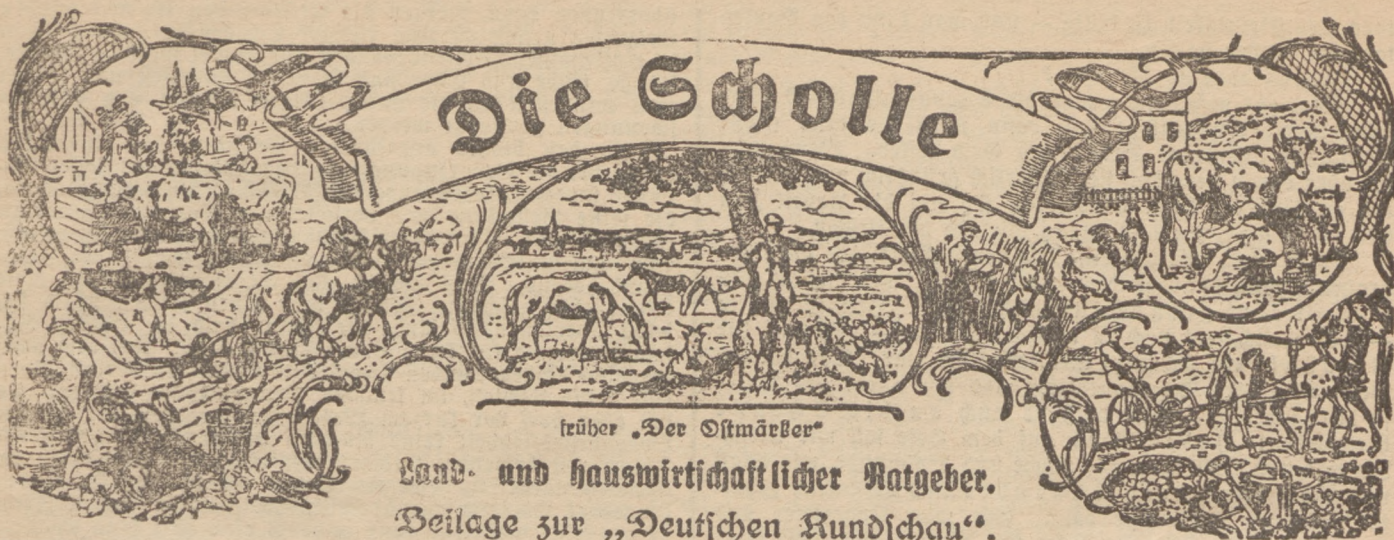 Die Scholle
früher „Der Ostmärker“
Land- und hauswirtschaftlicher Ratgeber.
Beilage zur „Deutschen Rundschau“.